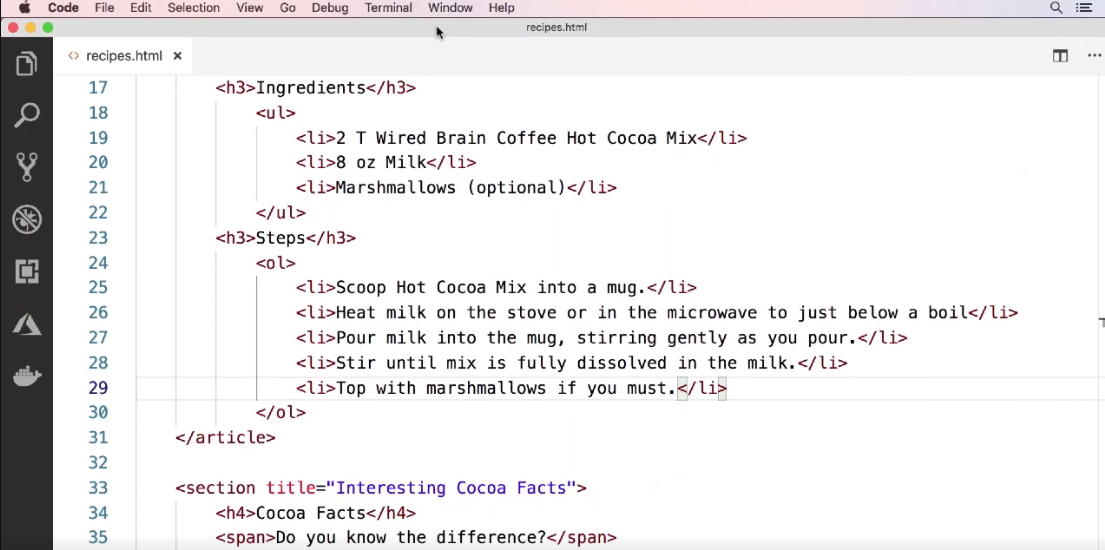 Code File Edit Selection View Go Debug Terminal Window Help
recipes.html
<> recipes.html ×
17 <h3>Ingredients</h3>
18 <ul>
19 <li>2 T Wired Brain Coffee Hot Cocoa Mix</li>
20 <li>8 oz Milk</li>
21 <li>Marshmallows (optional)</li>
22 </ul>
23 <h3>Steps</h3>
24 <ol>
25 <li>Scoop Hot Cocoa Mix into a mug.</li>
26 <li>Heat milk on the stove or in the microwave to just below a boil</li>
27 <li>Pour milk into the mug, stirring gently as you pour.</li>
28 <li>Stir until mix is fully dissolved in the milk.</li>
29 <li>Top with marshmallows if you must.</li>
30 </ol>
31 </article>
32
33 <section title="Interesting Cocoa Facts">
34 <h4>Cocoa Facts</h4>
35 <span>Do you know the difference?</span>